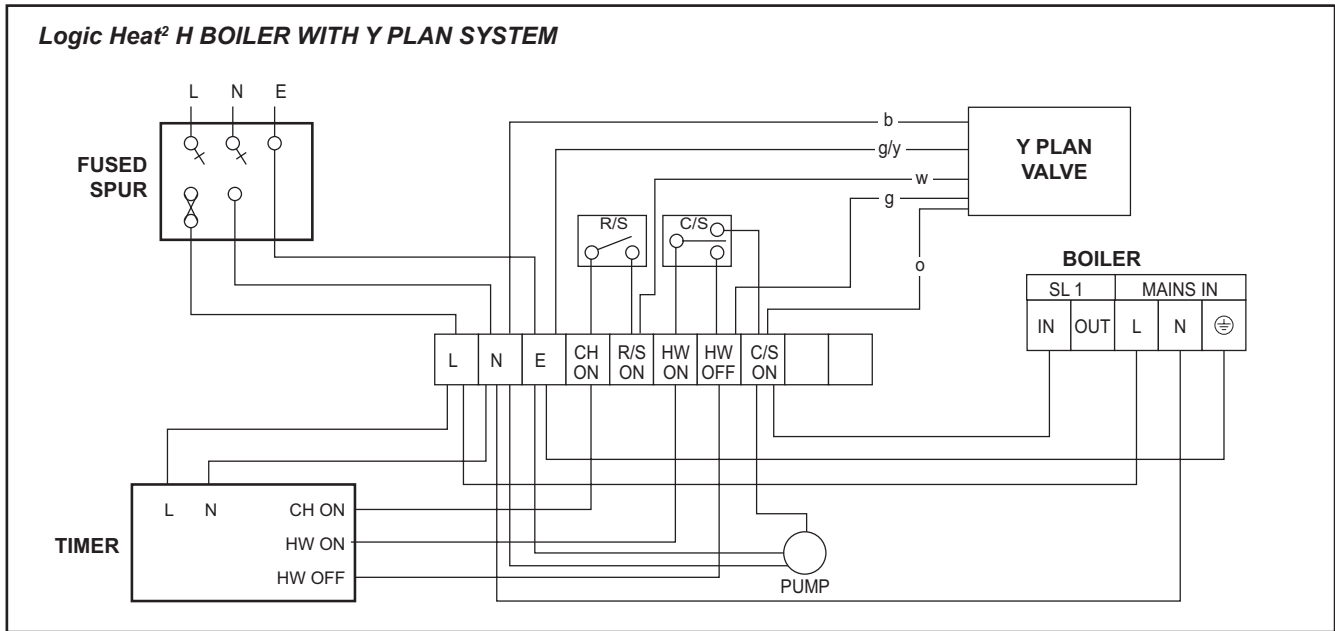 Logic Heat² H BOILER WITH Y PLAN SYSTEM
L N E
FUSED
SPUR
b
g/y
w
g
o
Y PLAN
VALVE
R/S
C/S
BOILER
SL 1 MAINS IN
IN OUT L N ⏚
L N E CH ON R/S ON HW ON HW OFF C/S ON
TIMER
L N CH ON
HW ON
HW OFF
PUMP